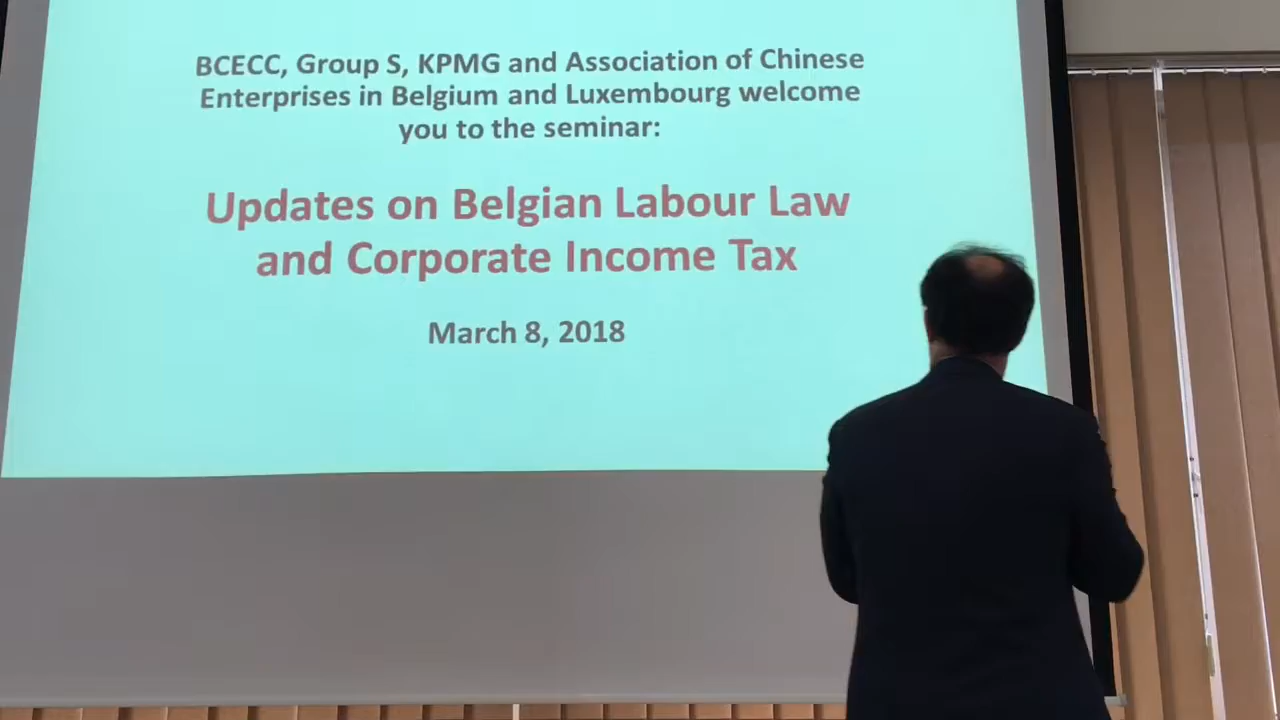 BCECC, Group S, KPMG and Association of Chinese
Enterprises in Belgium and Luxembourg welcome
you to the seminar:
Updates on Belgian Labour Law
and Corporate Income Tax
March 8, 2018